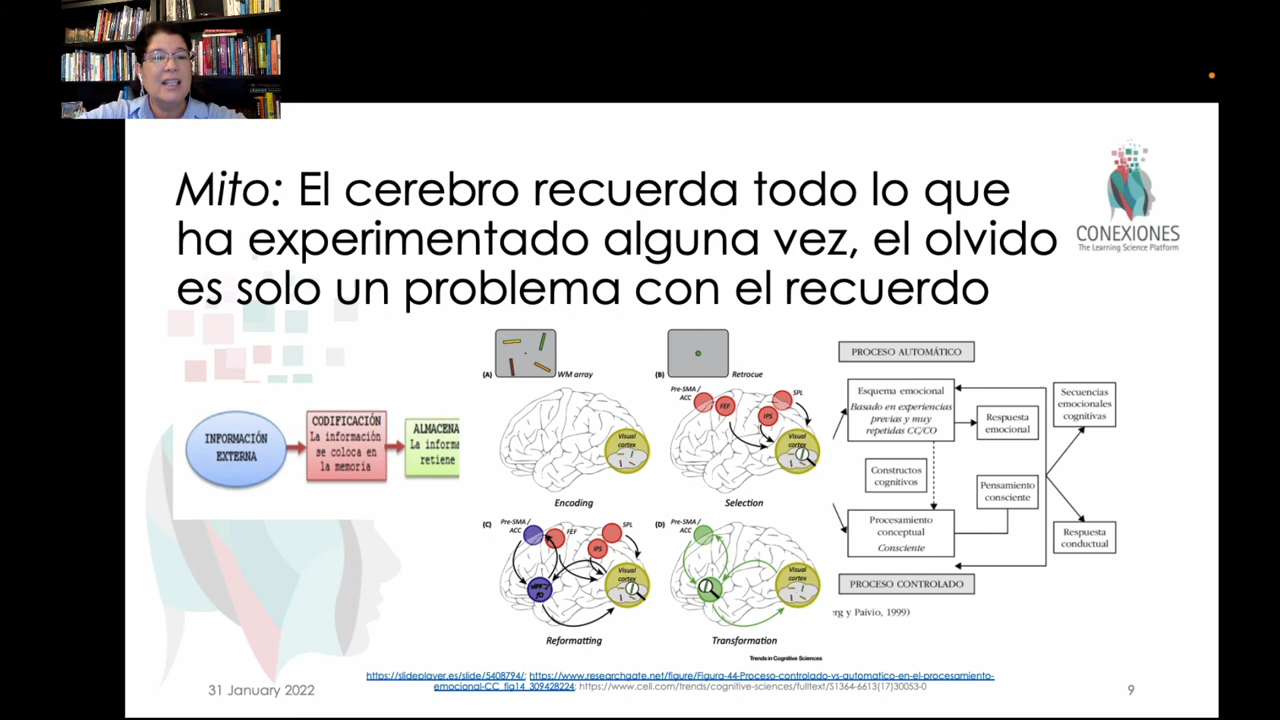 Mito: El cerebro recuerda todo lo que
ha experimentado alguna vez, el olvido
es solo un problema con el recuerdo
CONEXIONES
The Learning Science Platform
INFORMACIÓN
EXTERNA
CODIFICACIÓN
La información
se coloca en
la memoria
ALMACENA
La informa
retiene
(A)
WM array
Visual
cortex
Encoding
(B)
Retrocue
Pre-SMA /
ACC
FEF
SPL
IPS
Visual
cortex
Selection
(C)
Pre-SMA /
ACC
FEF
SPL
IPS
Visual
cortex
Reformatting
(D)
Pre-SMA /
ACC
Visual
cortex
Transformation
Trends in Cognitive Sciences
PROCESO AUTOMÁTICO
Esquema emocional
Basado en experiencias
previas y muy
repetidas CC/CO
Respuesta
emocional
Secuencias
emocionales
cognitivas
Constructos
cognitivos
Pensamiento
consciente
Procesamiento
conceptual
Consciente
Respuesta
conductual
PROCESO CONTROLADO
erg y Paivio, 1999)
https://slideplayer.es/slide/5408794/; https://www.researchgate.net/figure/Figura-44-Proceso-controlado-vs-automatico-en-el-procesamiento-
emocional-CC_fig14_309428224; https://www.cell.com/trends/cognitive-sciences/fulltext/S1364-6613(17)30053-0
31 January 2022
9